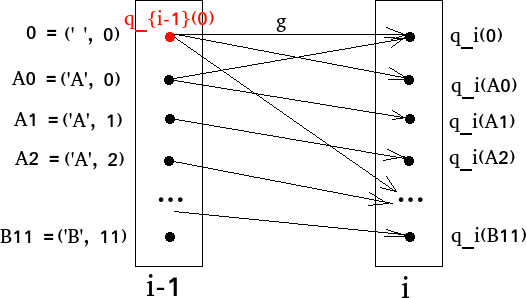 q_{i-1}(0)
0 = (' ', 0) g q_i(0)
A0 = ('A', 0) q_i(A0)
A1 = ('A', 1) q_i(A1)
A2 = ('A', 2) q_i(A2)
... ...
B11 = ('B', 11) q_i(B11)
i-1 i